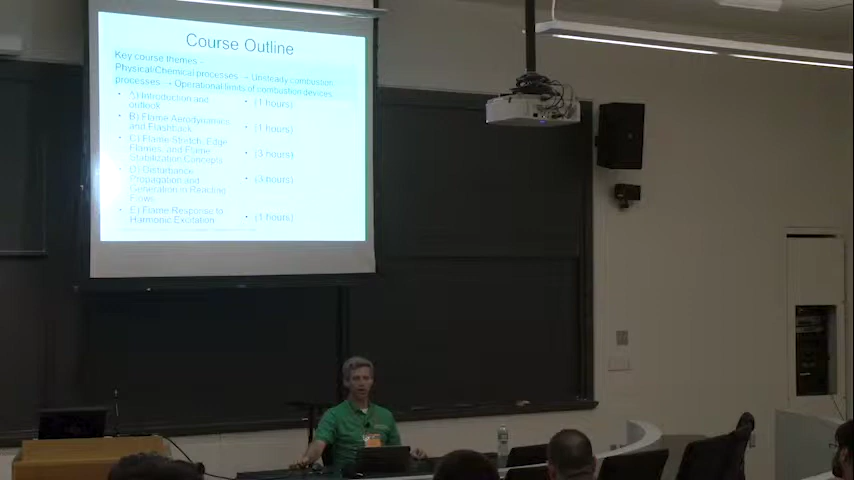 Course Outline
Key course themes –
Physical/Chemical processes → Unsteady combustion
processes → Operational limits of combustion devices
• A) Introduction and
outlook
• (1 hours)
• B) Flame Aerodynamics
and Flashback
• (1 hours)
• C) Flame Stretch, Edge
Flames, and Flame
Stabilization Concepts
• (3 hours)
• D) Disturbance
Propagation and
Generation in Reacting
Flows
• (3 hours)
• E) Flame Response to
Harmonic Excitation
• (1 hours)